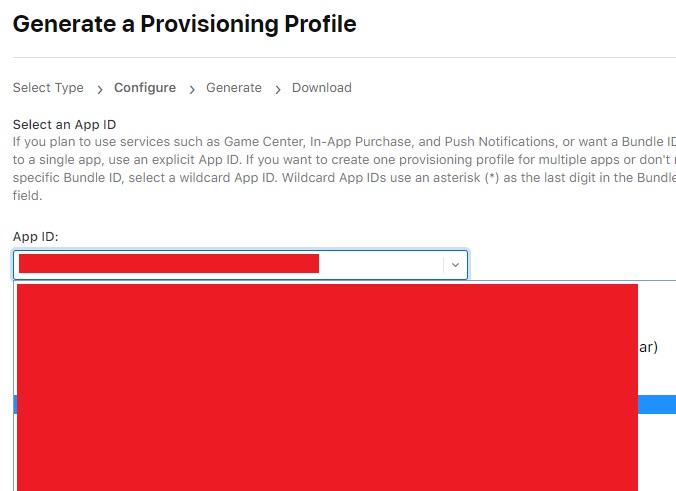 Generate a Provisioning Profile
Select Type > Configure > Generate > Download
Select an App ID
If you plan to use services such as Game Center, In-App Purchase, and Push Notifications, or want a Bundle ID
to a single app, use an explicit App ID. If you want to create one provisioning profile for multiple apps or don't
specific Bundle ID, select a wildcard App ID. Wildcard App IDs use an asterisk (*) as the last digit in the Bundle
field.
App ID:
ar)